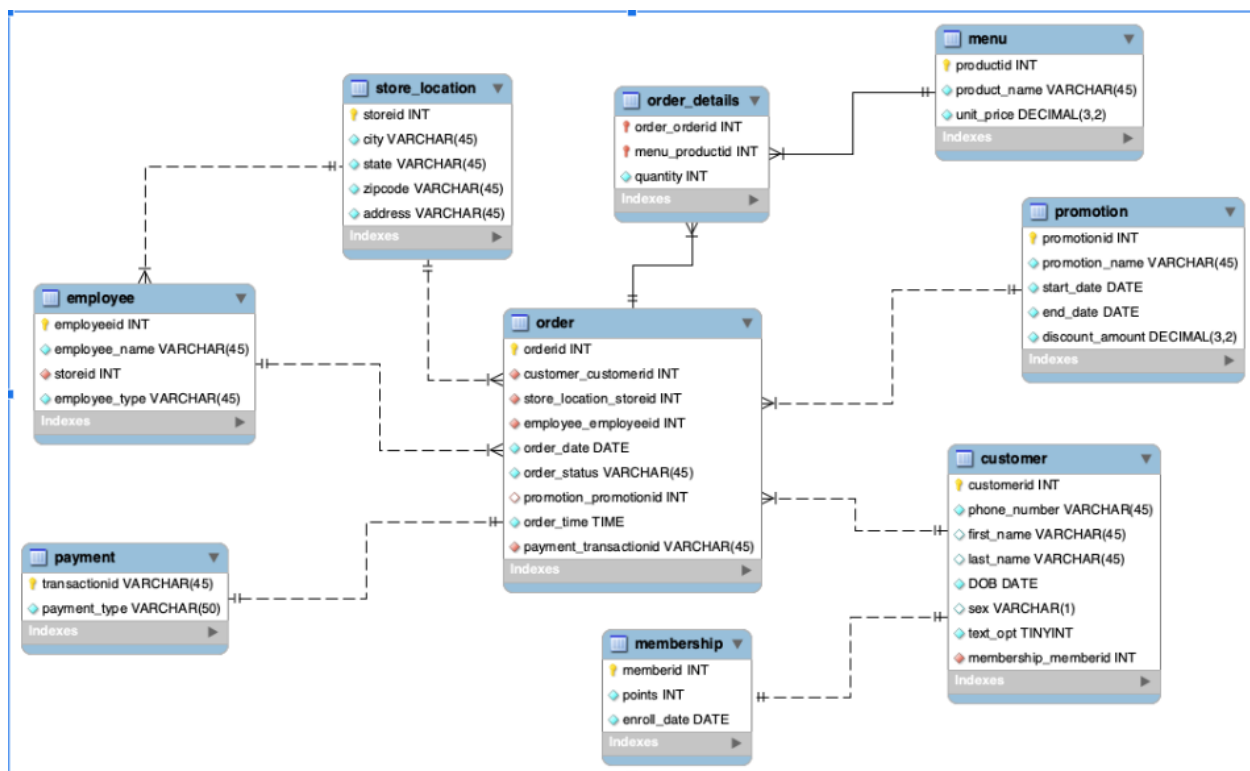 menu
productid INT
product_name VARCHAR(45)
unit_price DECIMAL(3,2)
Indexes
store_location
storeid INT
city VARCHAR(45)
state VARCHAR(45)
zipcode VARCHAR(45)
address VARCHAR(45)
Indexes
order_details
order_orderid INT
menu_productid INT
quantity INT
Indexes
promotion
promotionid INT
promotion_name VARCHAR(45)
start_date DATE
end_date DATE
discount_amount DECIMAL(3,2)
Indexes
employee
employeeid INT
employee_name VARCHAR(45)
storeid INT
employee_type VARCHAR(45)
Indexes
order
orderid INT
customer_customerid INT
store_location_storeid INT
employee_employeeid INT
order_date DATE
order_status VARCHAR(45)
promotion_promotionid INT
order_time TIME
payment_transactionid VARCHAR(45)
Indexes
customer
customerid INT
phone_number VARCHAR(45)
first_name VARCHAR(45)
last_name VARCHAR(45)
DOB DATE
sex VARCHAR(1)
text_opt TINYINT
membership_memberid INT
Indexes
payment
transactionid VARCHAR(45)
payment_type VARCHAR(50)
Indexes
membership
memberid INT
points INT
enroll_date DATE
Indexes